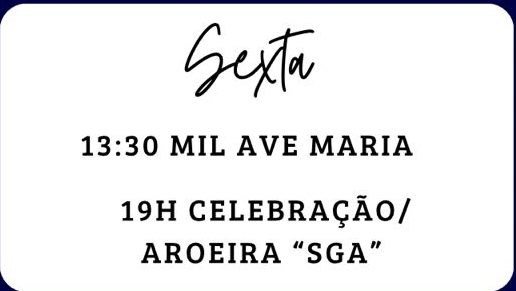 Sexta
13:30 MIL AVE MARIA
19H CELEBRAÇÃO/
AROEIRA “SGA”